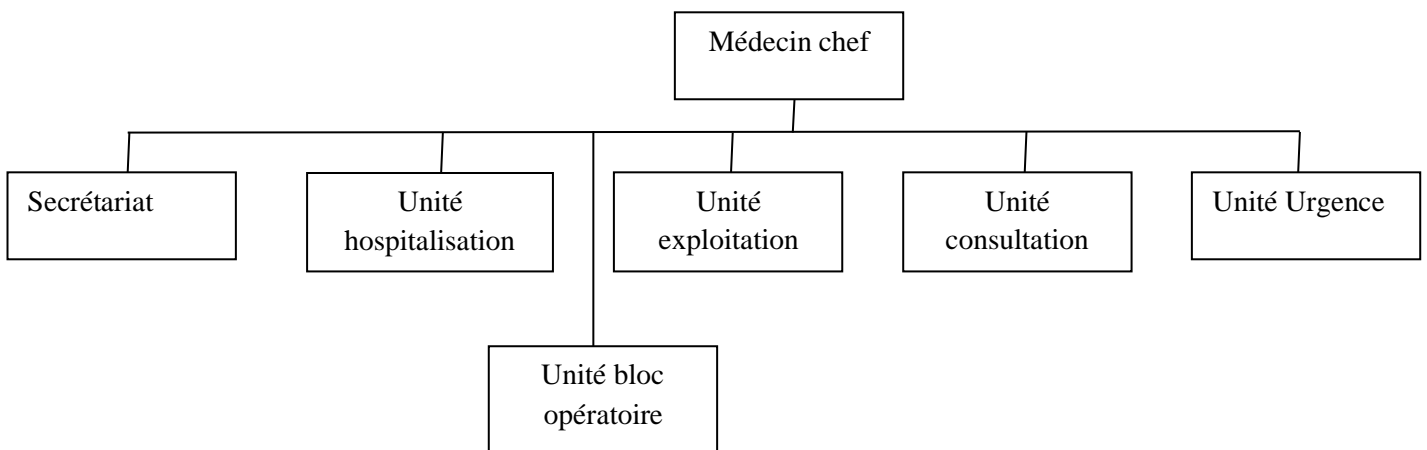 Médecin chef
Secrétariat
Unité
hospitalisation
Unité
exploitation
Unité
consultation
Unité Urgence
Unité bloc
opératoire